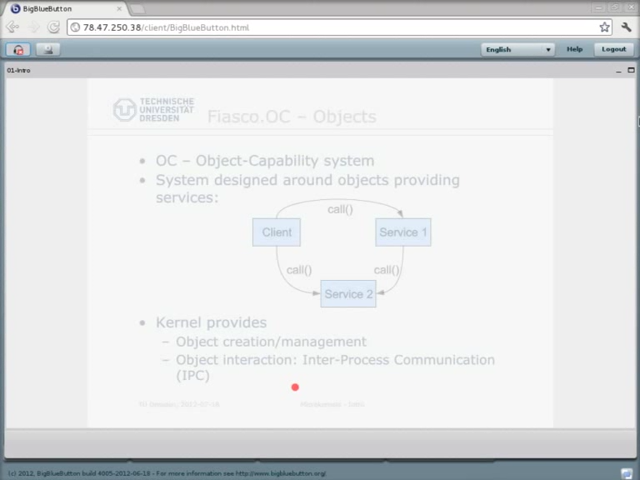 BigBlueButton
78.47.250.38/client/BigBlueButton.html
English
Help
Logout
01-Intro
TECHNISCHE
UNIVERSITÄT
DRESDEN
Fiasco.OC – Objects
• OC – Object-Capability system
• System designed around objects providing
services:
call()
Client
Service 1
call()
call()
Service 2
• Kernel provides
– Object creation/management
– Object interaction: Inter-Process Communication
(IPC)
(c) 2012, BigBlueButton build 4005-2012-06-18 - For more information see http://www.bigbluebutton.org/